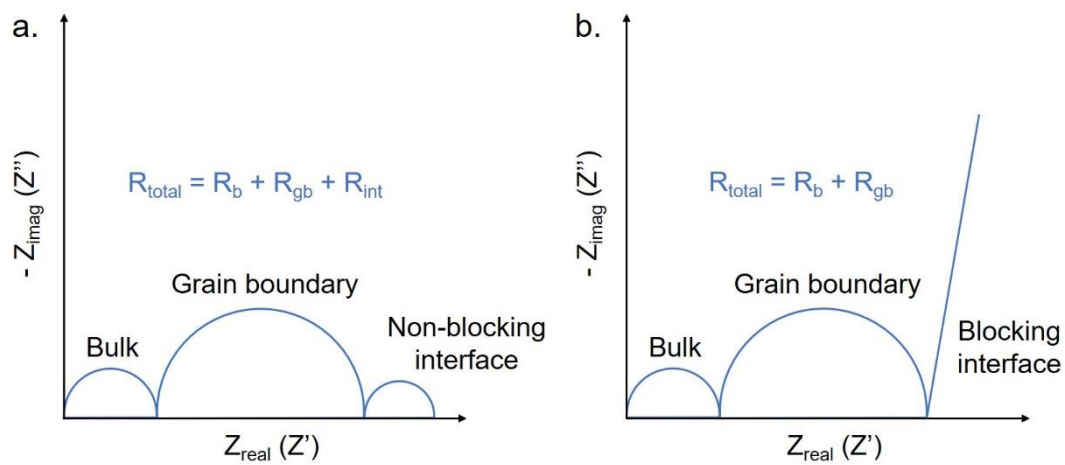 a.
- Z_imag (Z")
R_total = R_b + R_gb + R_int
Grain boundary
Bulk
Non-blocking
interface
Z_real (Z’)
b.
- Z_imag (Z")
R_total = R_b + R_gb
Grain boundary
Bulk
Blocking
interface
Z_real (Z’)